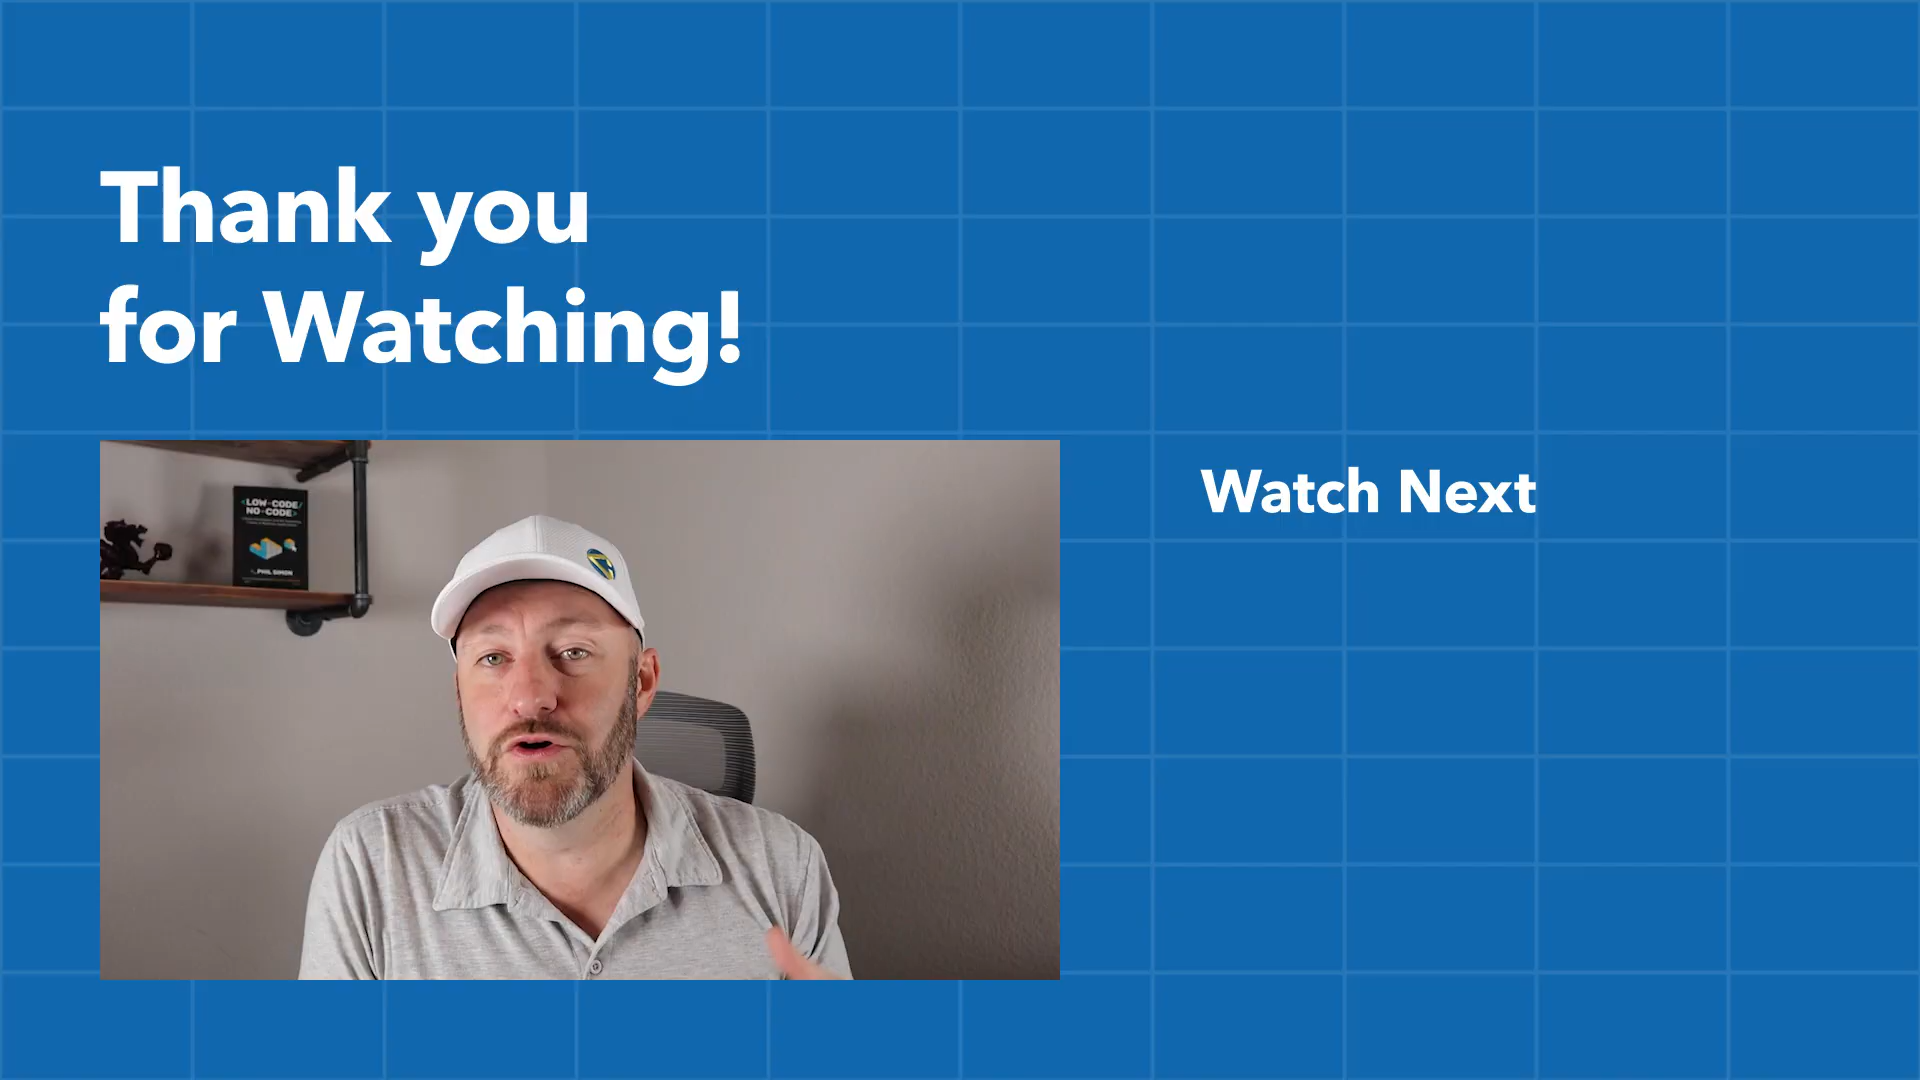 Thank you
for Watching!
<LOW-CODE/
NO-CODE>
PHIL SIMON
Watch Next